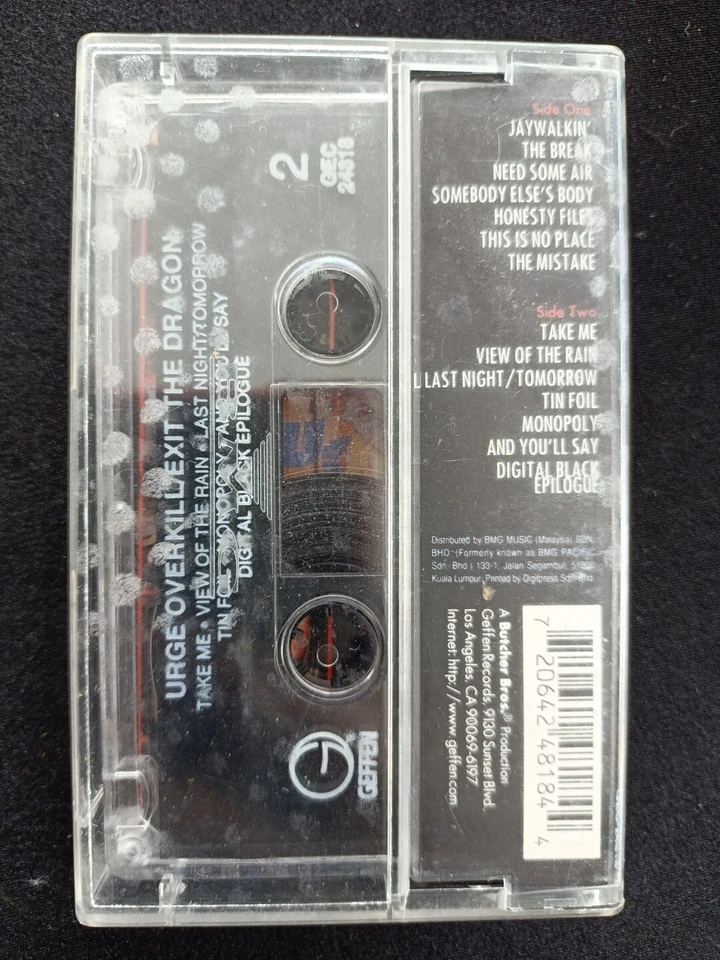 2
GEC
24818
URGE OVERKILL/EXIT THE DRAGON
TAKE ME • VIEW OF THE RAIN • LAST NIGHT/TOMORROW
TIN FOIL • MONOPOLY • AND YOU'LL SAY
DIGITAL BLACK EPILOGUE
GEFFEN
Side One
JAYWALKIN'
THE BREAK
NEED SOME AIR
SOMEBODY ELSE'S BODY
HONESTY FILES
THIS IS NO PLACE
THE MISTAKE
Side Two
TAKE ME
VIEW OF THE RAIN
LAST NIGHT/TOMORROW
TIN FOIL
MONOPOLY
AND YOU'LL SAY
DIGITAL BLACK
EPILOGUE
Distributed by BMG MUSIC (Malaysia) SDN.
BHD (Formerly known as BMG PACIFIC
Sdn. Bhd.) 133-1, Jalan Segambut, 51200
Kuala Lumpur. Printed by Digipress Sdn. Bhd.
A Butcher Bros.® Production
Geffen Records, 9130 Sunset Blvd.
Los Angeles, CA 90069-6197
Internet: http://www.geffen.com
7 20642 48184 4